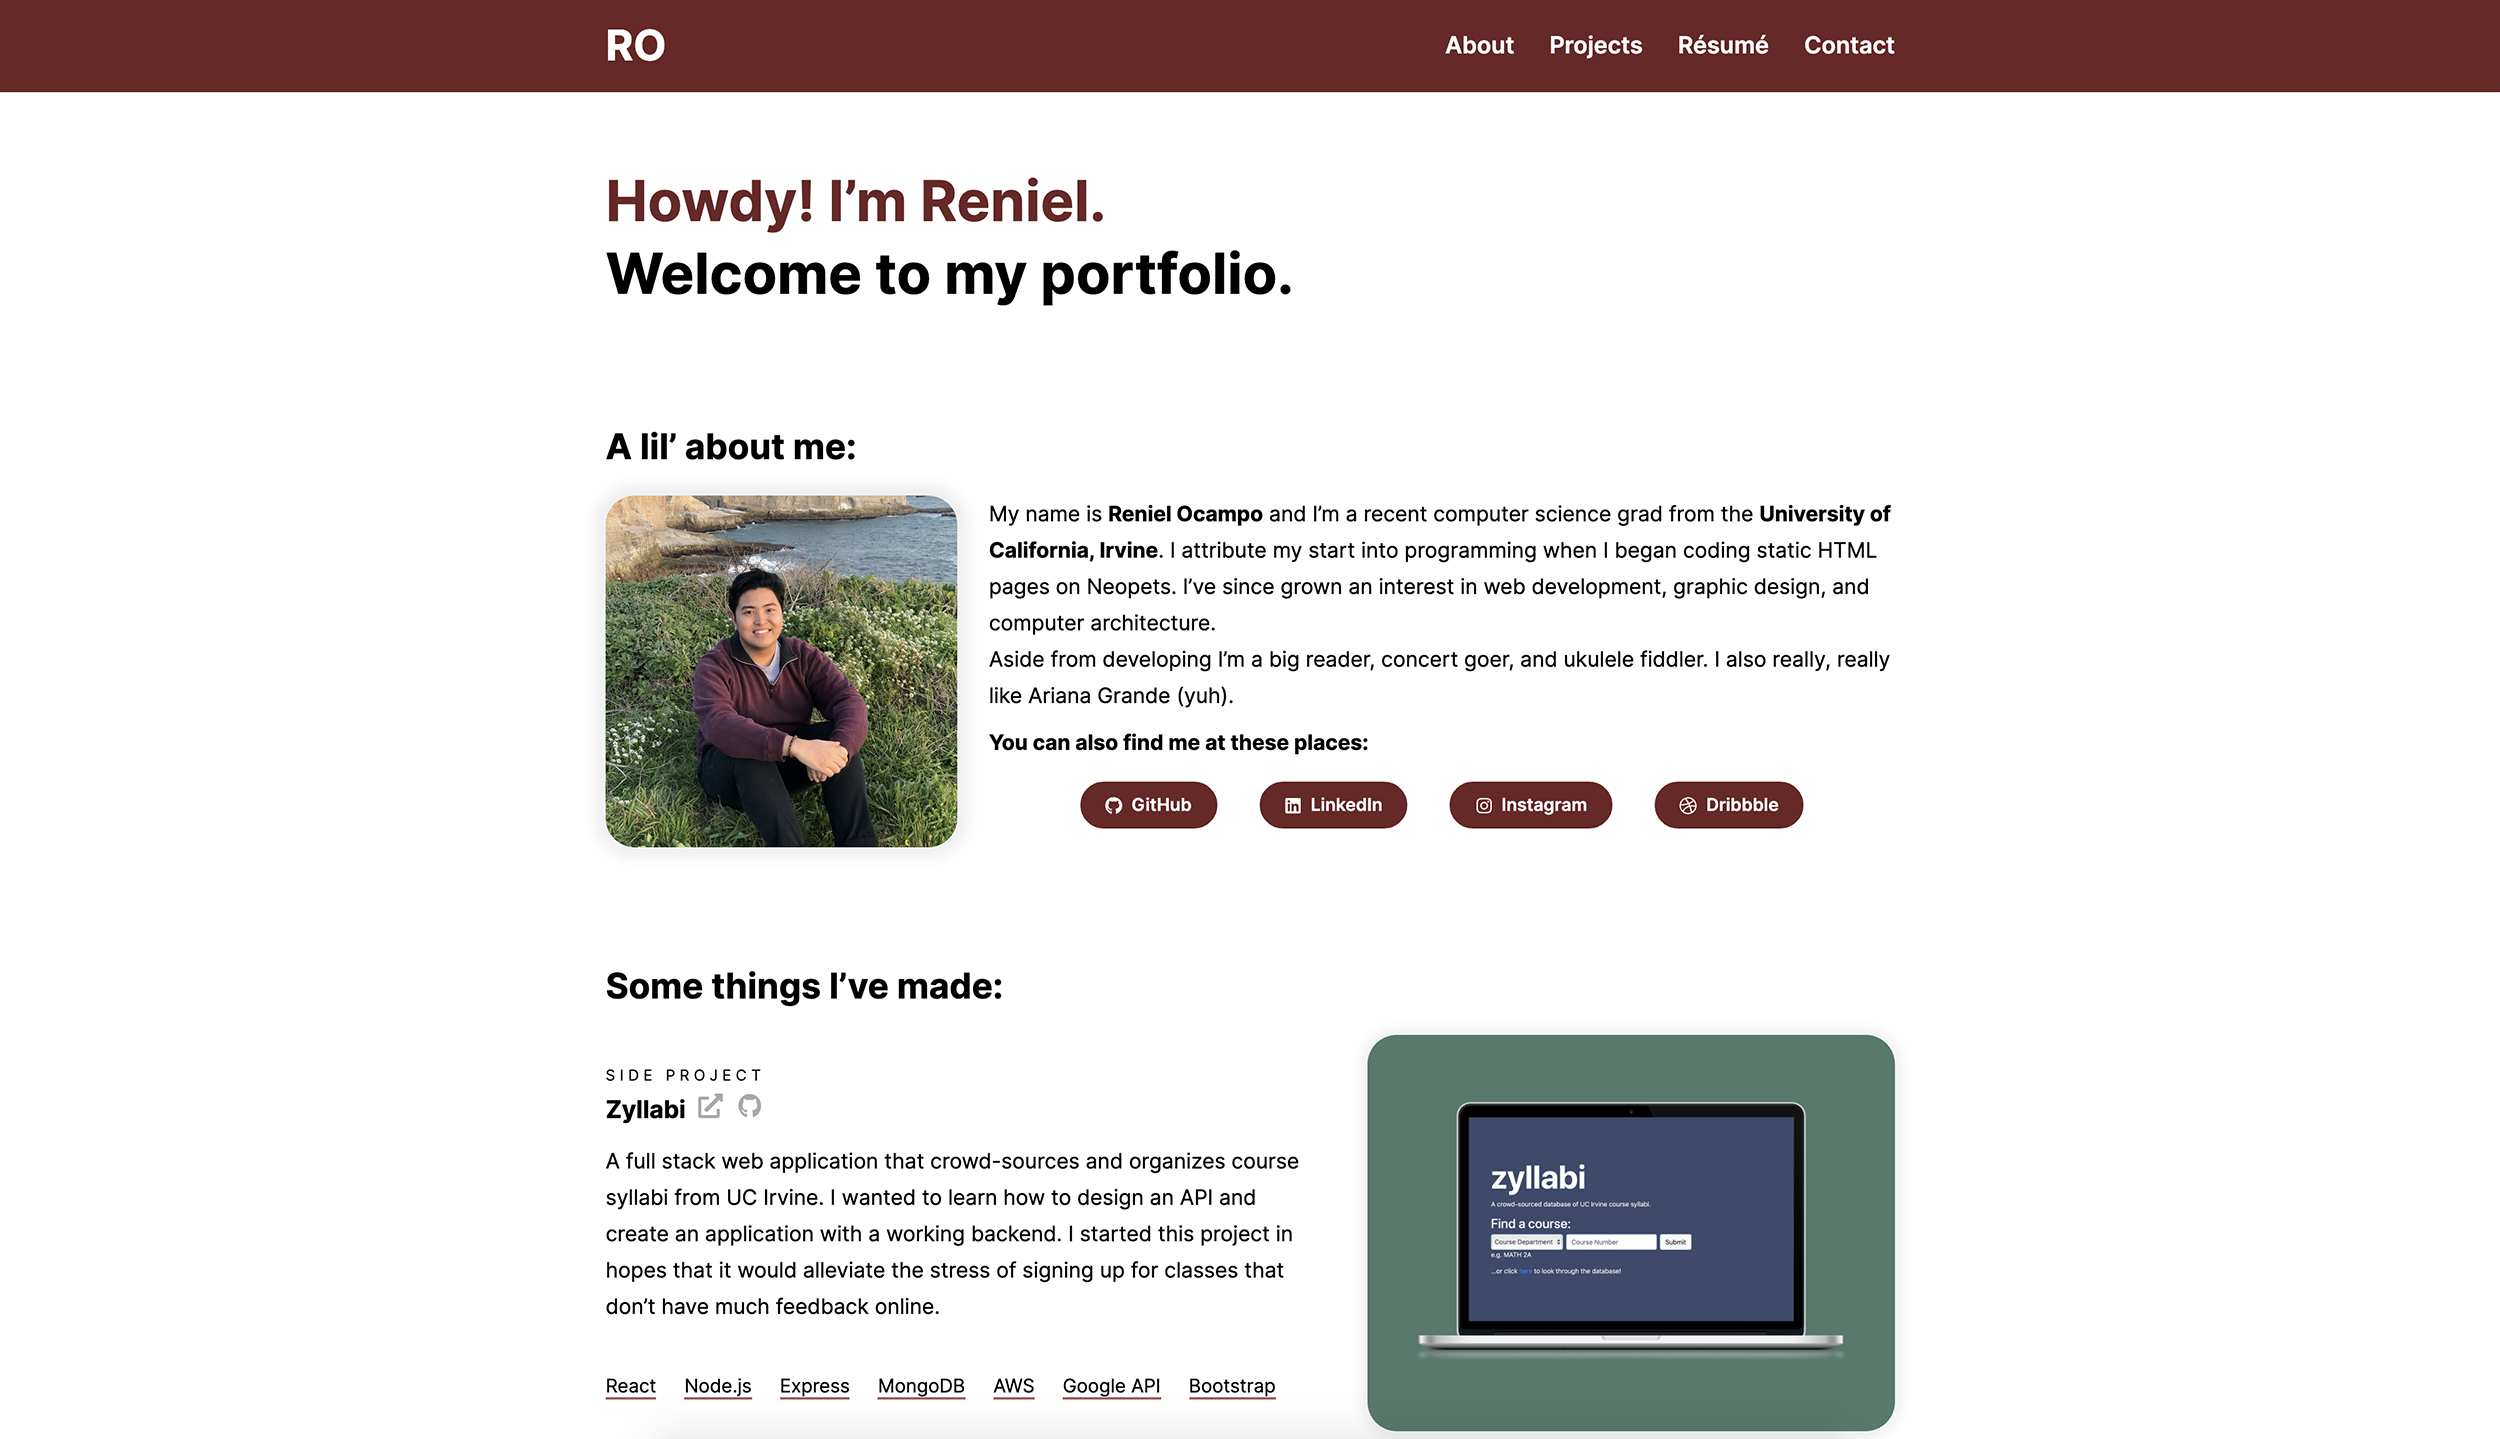 RO
About Projects Résumé Contact
Howdy! I’m Reniel.
Welcome to my portfolio.
A lil’ about me:
My name is Reniel Ocampo and I’m a recent computer science grad from the University of
California, Irvine. I attribute my start into programming when I began coding static HTML
pages on Neopets. I’ve since grown an interest in web development, graphic design, and
computer architecture.
Aside from developing I’m a big reader, concert goer, and ukulele fiddler. I also really, really
like Ariana Grande (yuh).
You can also find me at these places:
GitHub LinkedIn Instagram Dribbble
Some things I’ve made:
SIDE PROJECT
Zyllabi
A full stack web application that crowd-sources and organizes course
syllabi from UC Irvine. I wanted to learn how to design an API and
create an application with a working backend. I started this project in
hopes that it would alleviate the stress of signing up for classes that
don’t have much feedback online.
React Node.js Express MongoDB AWS Google API Bootstrap
zyllabi
A crowd-sourced database of UC Irvine course syllabi.
Find a course:
Course Department Course Number Submit
e.g. MATH 2A
...or click here to look through the database!